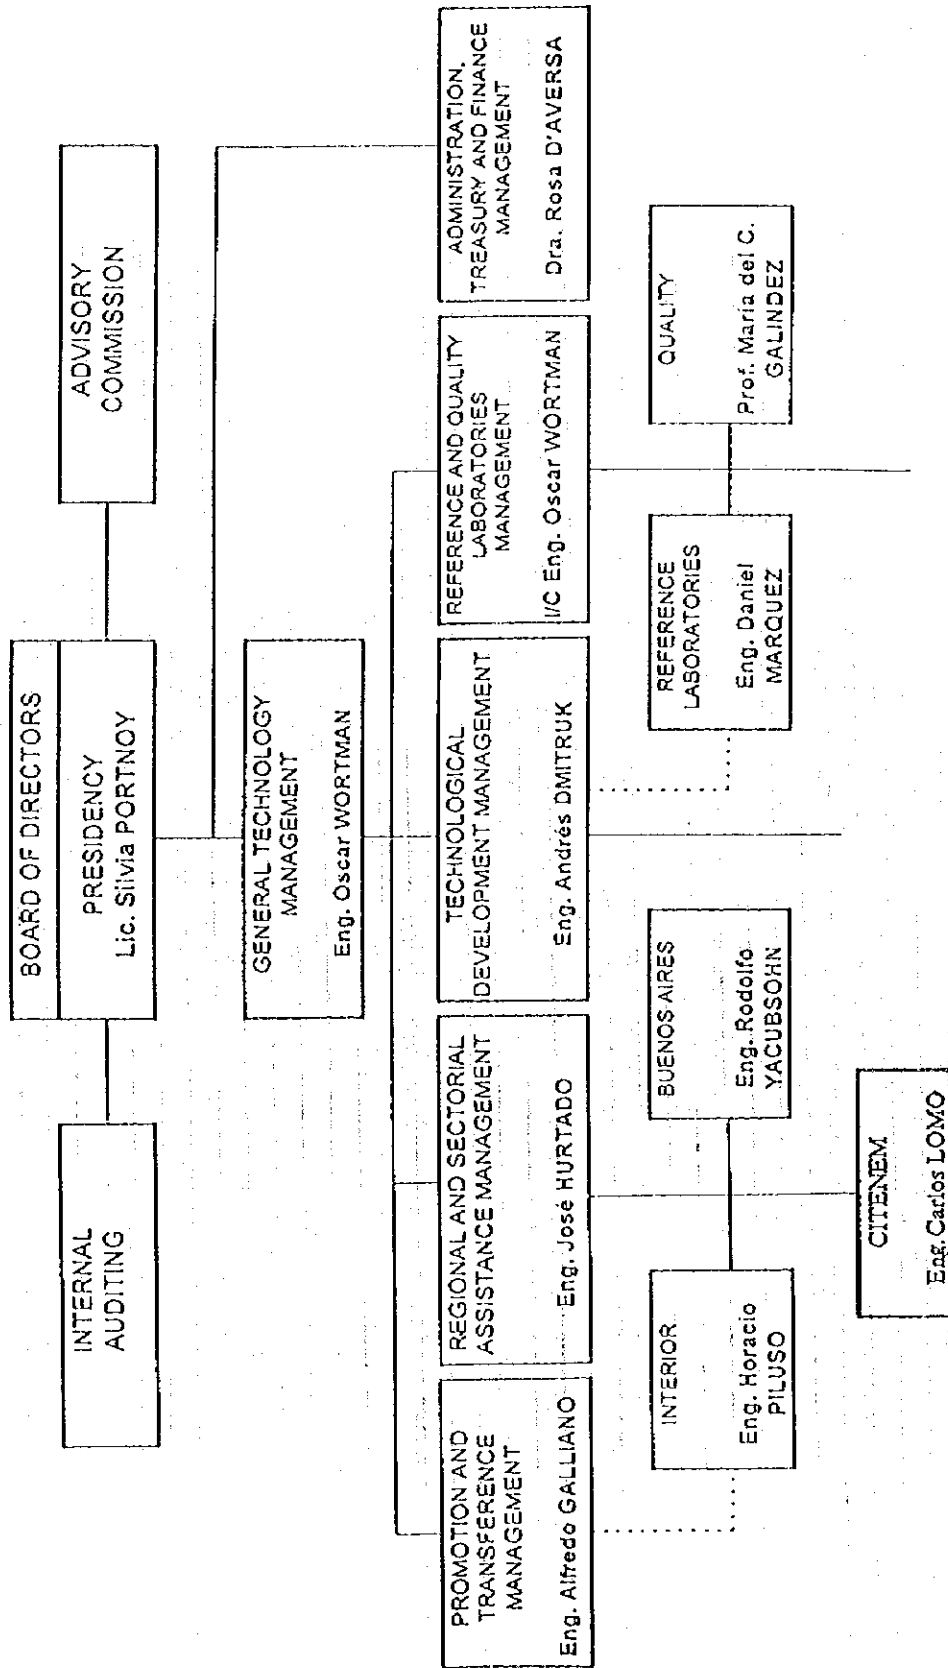 BOARD OF DIRECTORS
PRESIDENCY
Lic. Silvia PORTNOY
INTERNAL
AUDITING
ADVISORY
COMMISSION
GENERAL TECHNOLOGY
MANAGEMENT
Eng. Oscar WORTMAN
PROMOTION AND
TRANSFERENCE
MANAGEMENT
Eng. Alfredo GALLIANO
REGIONAL AND SECTORIAL
ASSISTANCE MANAGEMENT
Eng. José HURTADO
TECHNOLOGICAL
DEVELOPMENT MANAGEMENT
Eng. Andrés DMITRUK
REFERENCE AND QUALITY
LABORATORIES
MANAGEMENT
I/C Eng. Oscar WORTMAN
ADMINISTRATION,
TREASURY AND FINANCE
MANAGEMENT
Dra. Rosa D'AVERSA
INTERIOR
Eng. Horacio
PILUSO
BUENOS AIRES
Eng. Rodolfo
YACUBSOHN
REFERENCE
LABORATORIES
Eng. Daniel
MARQUEZ
QUALITY
Prof. María del C.
GALINDEZ
CITENEM
Eng. Carlos LOMO